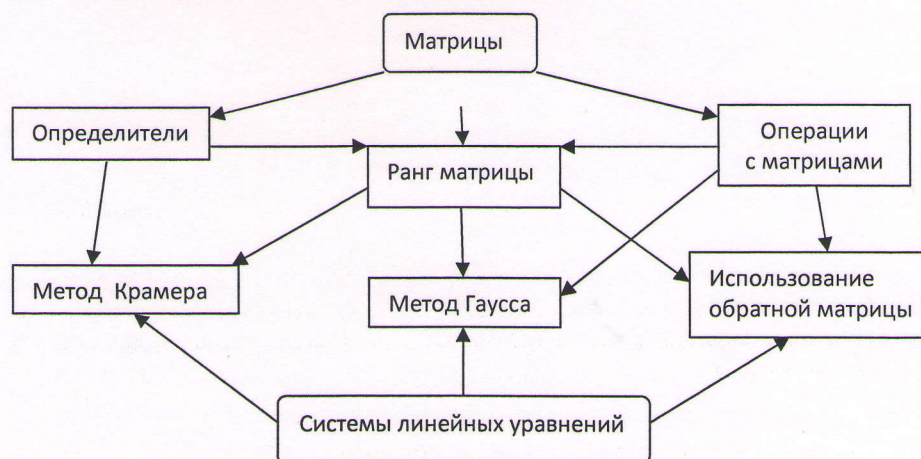 Матрицы
Определители
Операции
с матрицами
Ранг матрицы
Метод Крамера
Метод Гаусса
Использование
обратной матрицы
Системы линейных уравнений